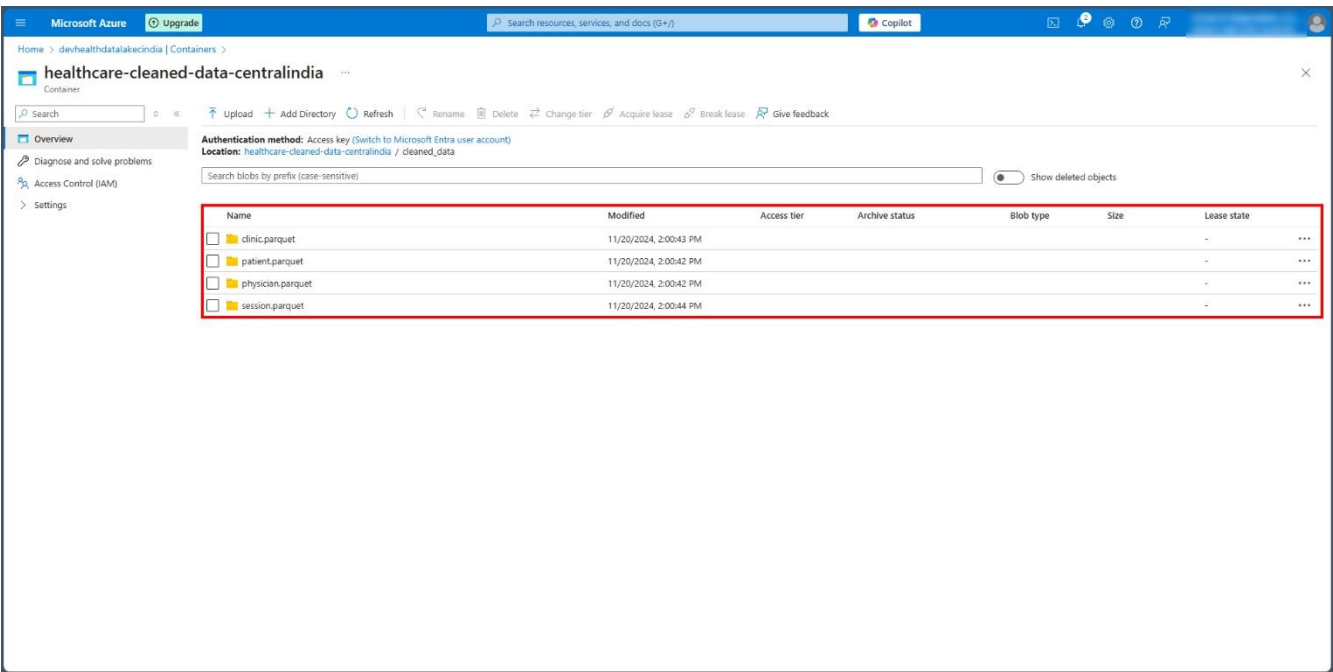 Microsoft Azure
Upgrade
Search resources, services, and docs (G+/)
Copilot
2
Home > devhealthdatalakecindia | Containers >
healthcare-cleaned-data-centralindia ...
Container
Search
Upload Add Directory Refresh Rename Delete Change tier Acquire lease Break lease Give feedback
Overview
Diagnose and solve problems
Access Control (IAM)
Settings
Authentication method: Access key (Switch to Microsoft Entra user account)
Location: healthcare-cleaned-data-centralindia / cleaned_data
Search blobs by prefix (case-sensitive)
Show deleted objects
Name Modified Access tier Archive status Blob type Size Lease state
clinic.parquet 11/20/2024, 2:00:43 PM - ...
patient.parquet 11/20/2024, 2:00:42 PM - ...
physician.parquet 11/20/2024, 2:00:42 PM - ...
session.parquet 11/20/2024, 2:00:44 PM - ...